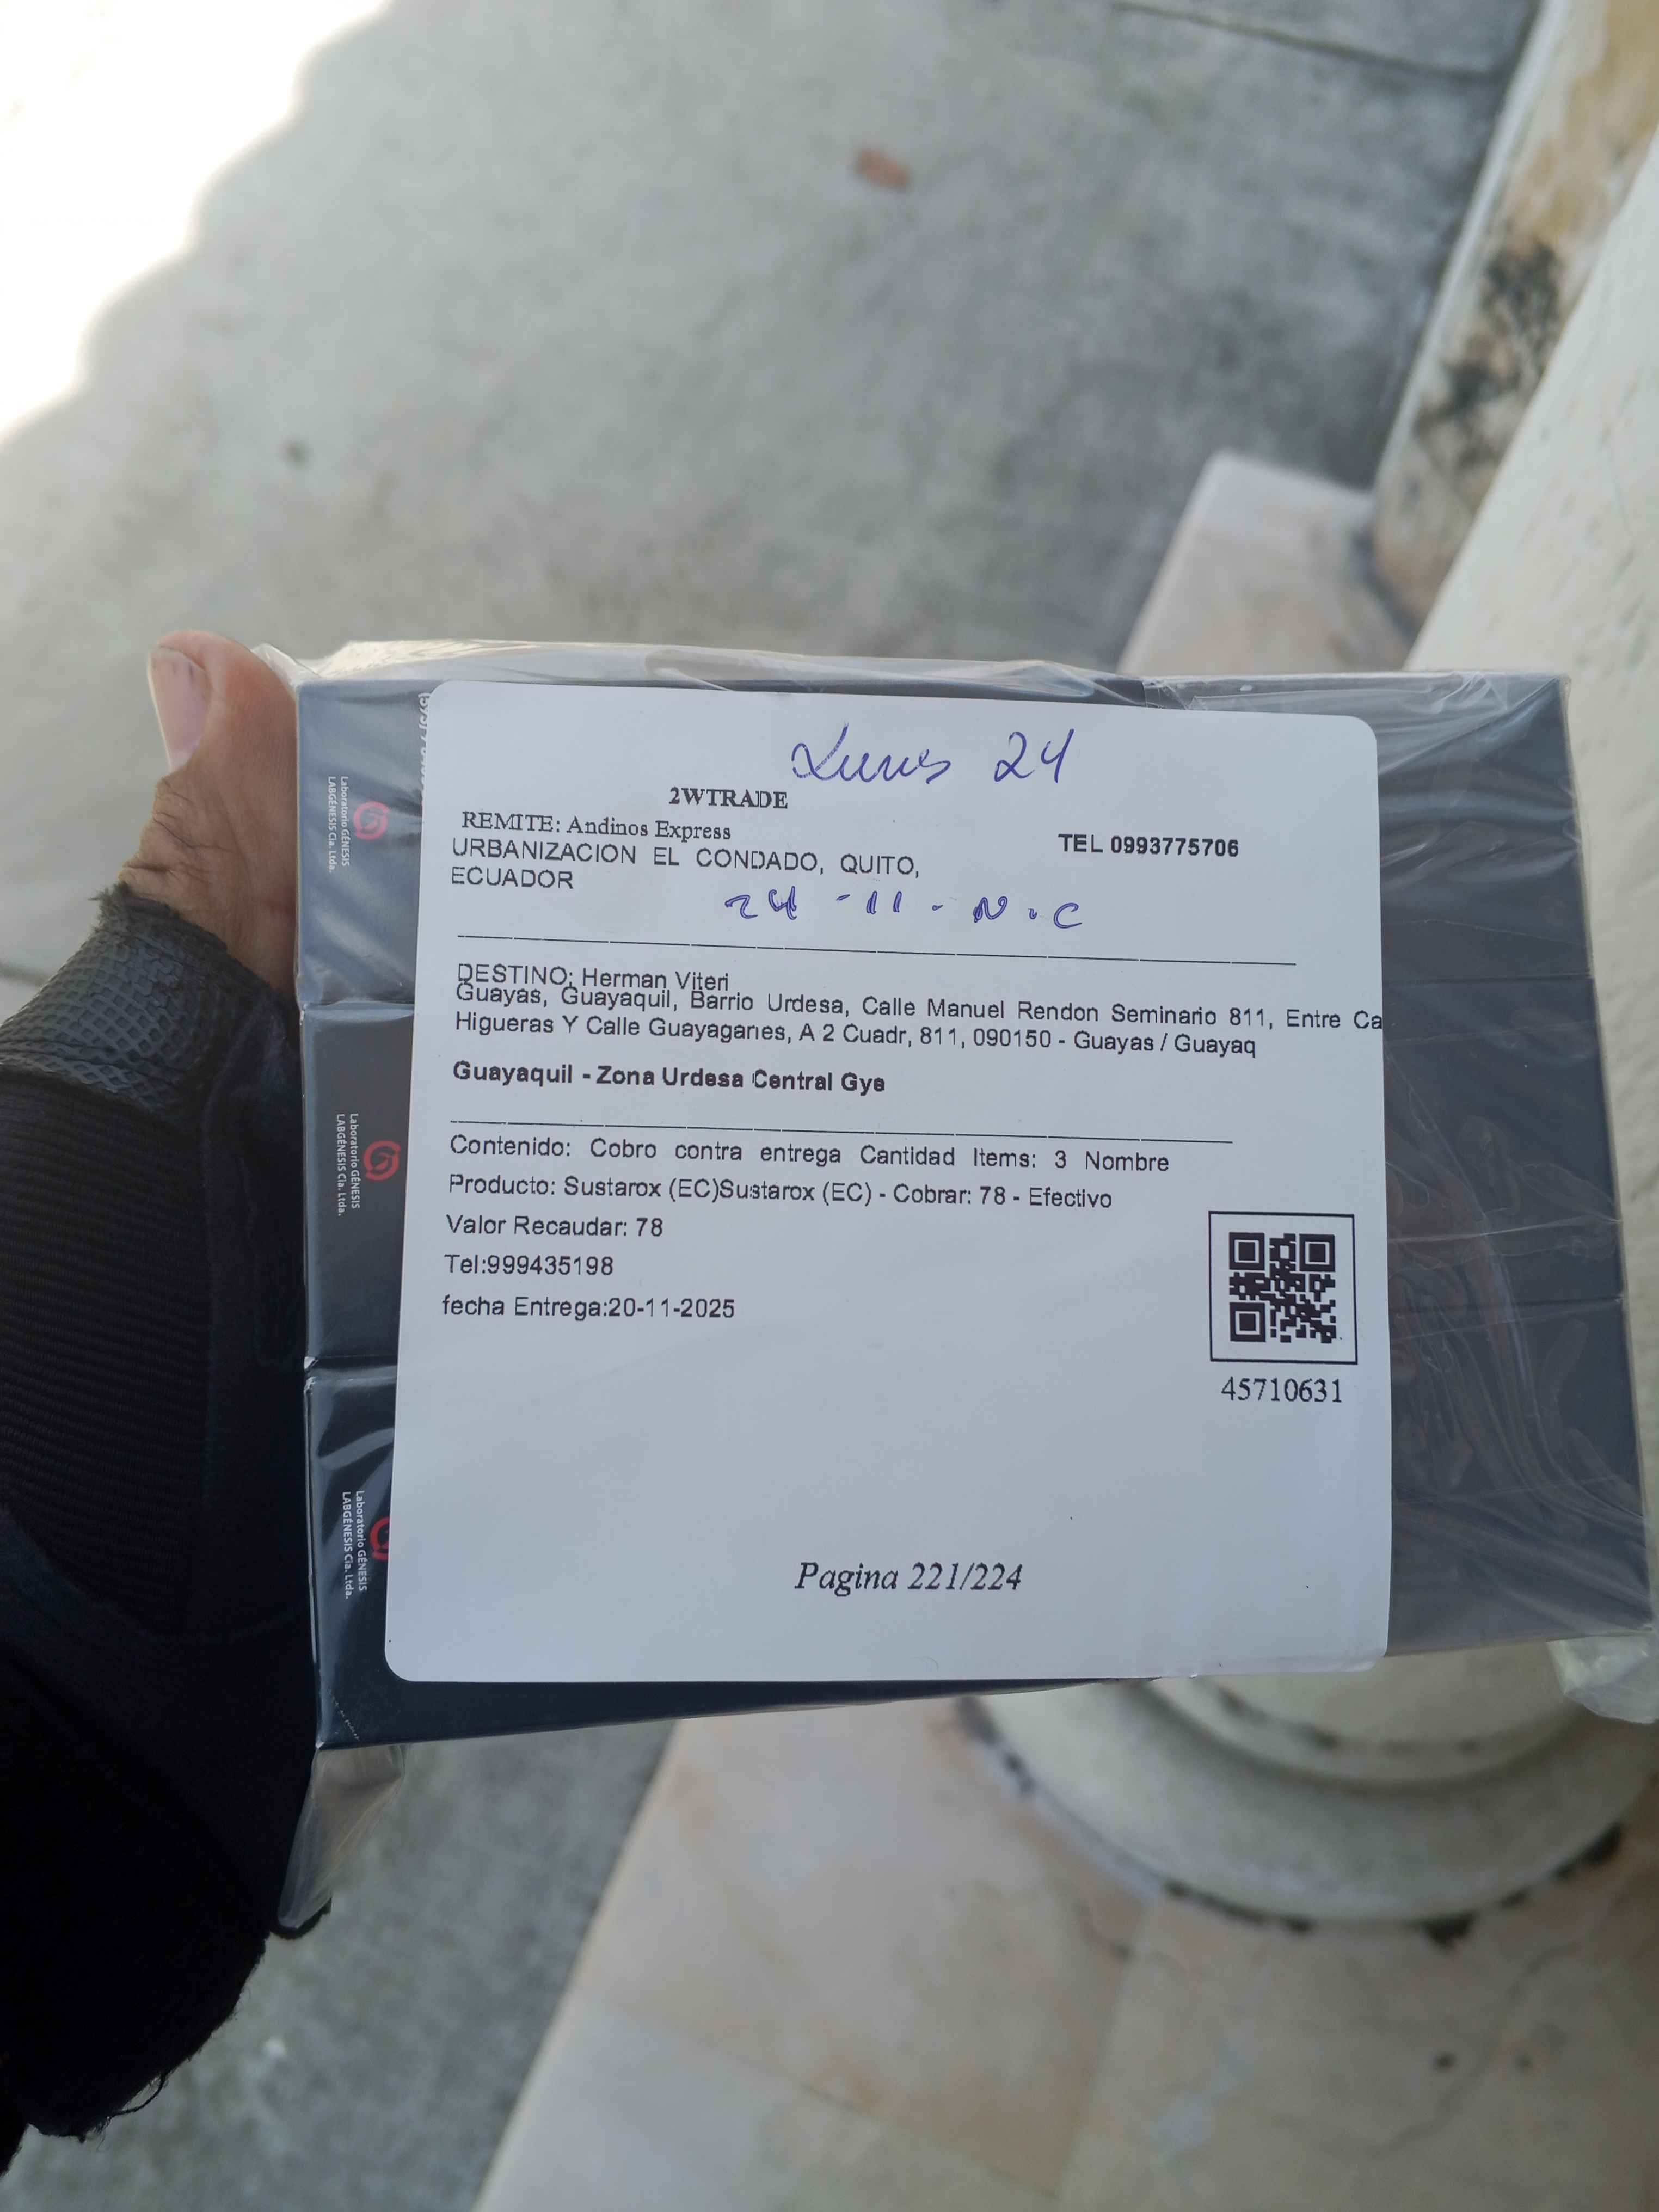 Lunes 24
2WTRADE
REMITE: Andinos Express
TEL 0993775706
URBANIZACION EL CONDADO, QUITO,
ECUADOR
24 - 11 - N.C
DESTINO: Herman Viteri
Guayas, Guayaquil, Barrio Urdesa, Calle Manuel Rendon Seminario 811, Entre Ca
Higueras Y Calle Guayaganes, A 2 Cuadr, 811, 090150 - Guayas / Guayaq
Guayaquil - Zona Urdesa Central Gye
Contenido: Cobro contra entrega Cantidad Items: 3 Nombre
Producto: Sustarox (EC)Sustarox (EC) - Cobrar: 78 - Efectivo
Valor Recaudar: 78
Tel:999435198
fecha Entrega:20-11-2025
45710631
Pagina 221/224
Laboratorio GÉNESIS
LABGÉNESIS Cía. Ltda.
Laboratorio GÉNESIS
LABGÉNESIS Cía. Ltda.
Laboratorio GÉNESIS
LABGÉNESIS Cía. Ltda.